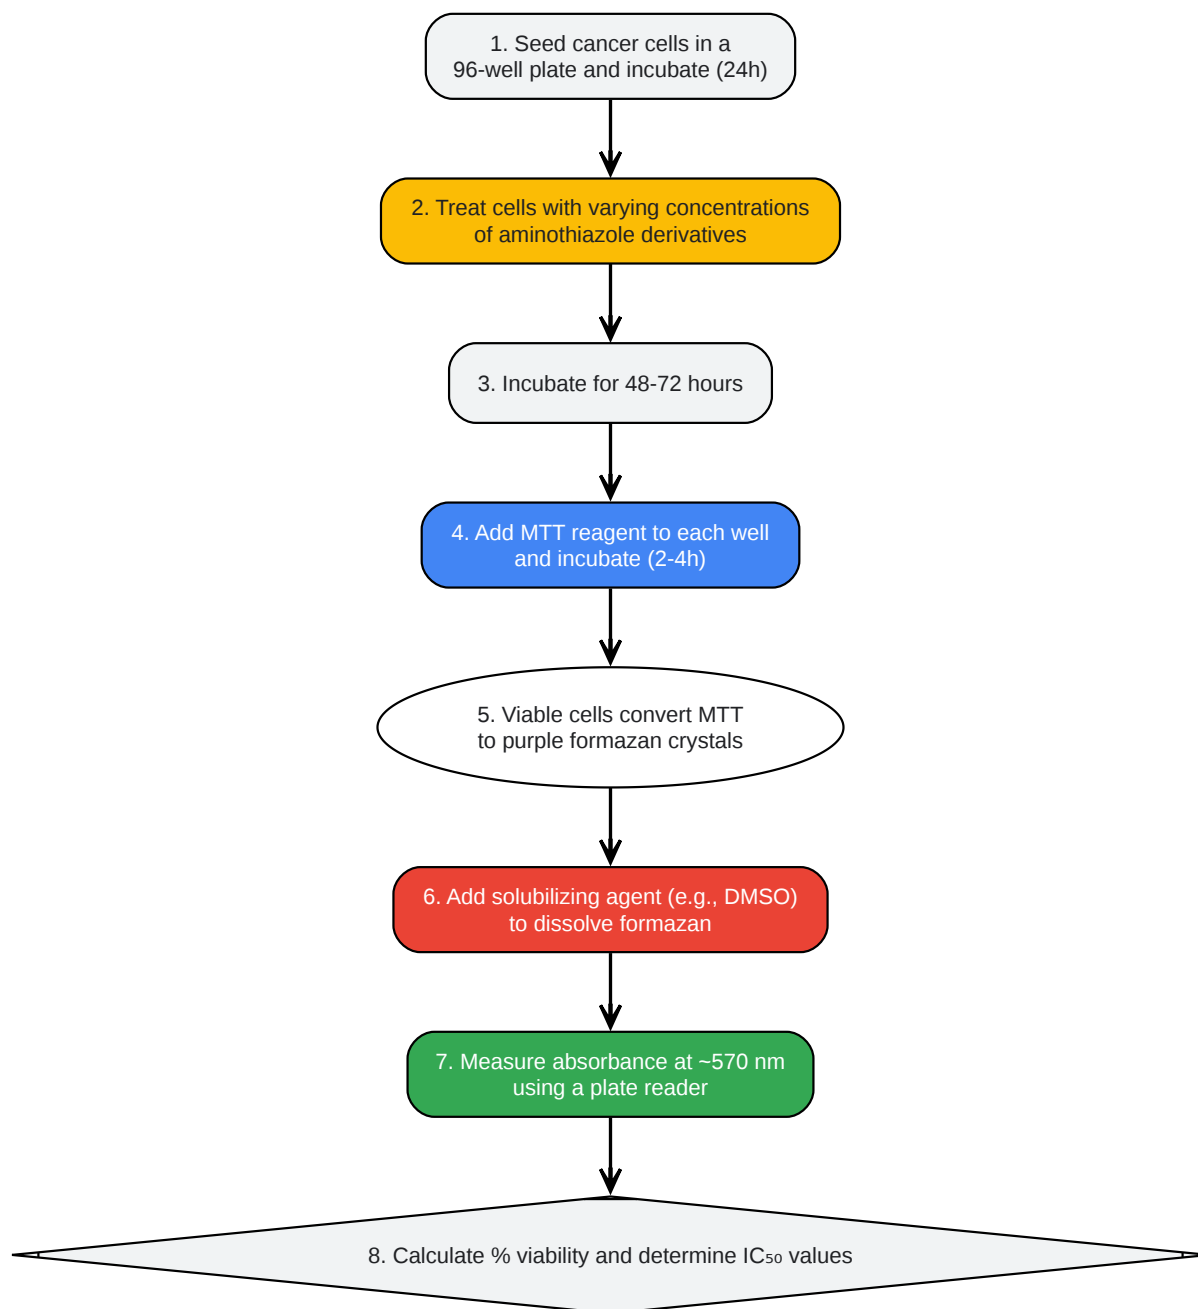 1. Seed cancer cells in a
96-well plate and incubate (24h)
2. Treat cells with varying concentrations
of aminothiazole derivatives
3. Incubate for 48-72 hours
4. Add MTT reagent to each well
and incubate (2-4h)
5. Viable cells convert MTT
to purple formazan crystals
6. Add solubilizing agent (e.g., DMSO)
to dissolve formazan
7. Measure absorbance at ~570 nm
using a plate reader
8. Calculate % viability and determine IC₅₀ values